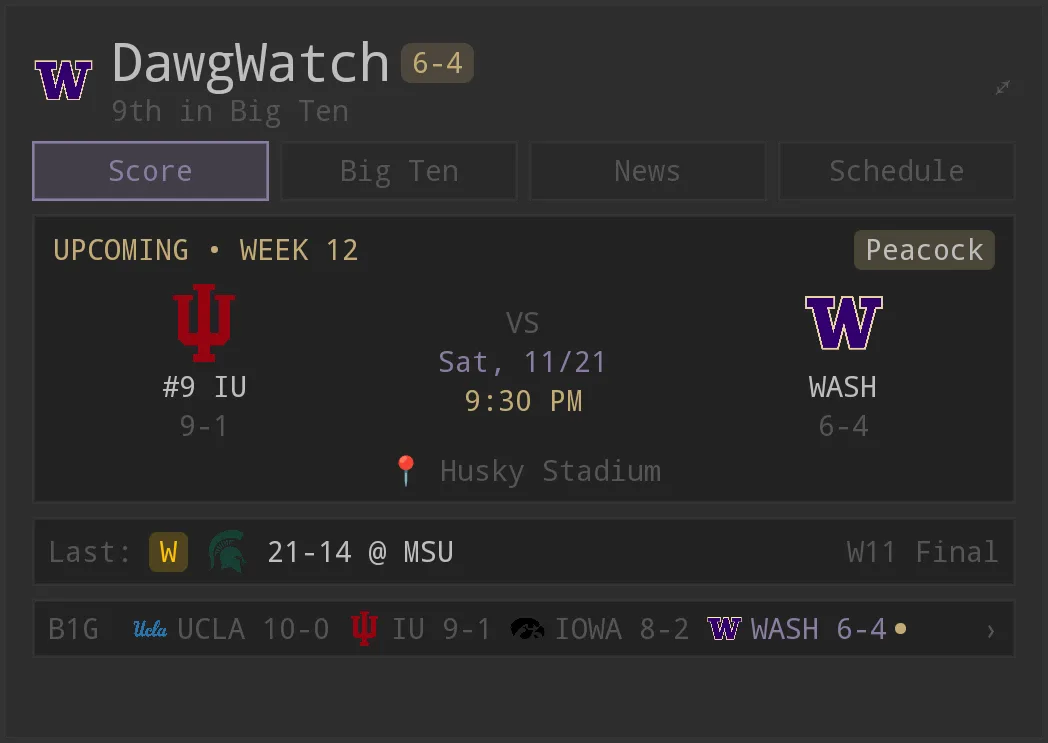 W DawgWatch 6-4
9th in Big Ten
Score Big Ten News Schedule
UPCOMING • WEEK 12 Peacock
VS
Sat, 11/21
#9 IU WASH
9:30 PM
9-1 6-4
Husky Stadium
Last: W 21-14 @ MSU W11 Final
B1G Ucla UCLA 10-0 IU 9-1 IOWA 8-2 W WASH 6-4 ›